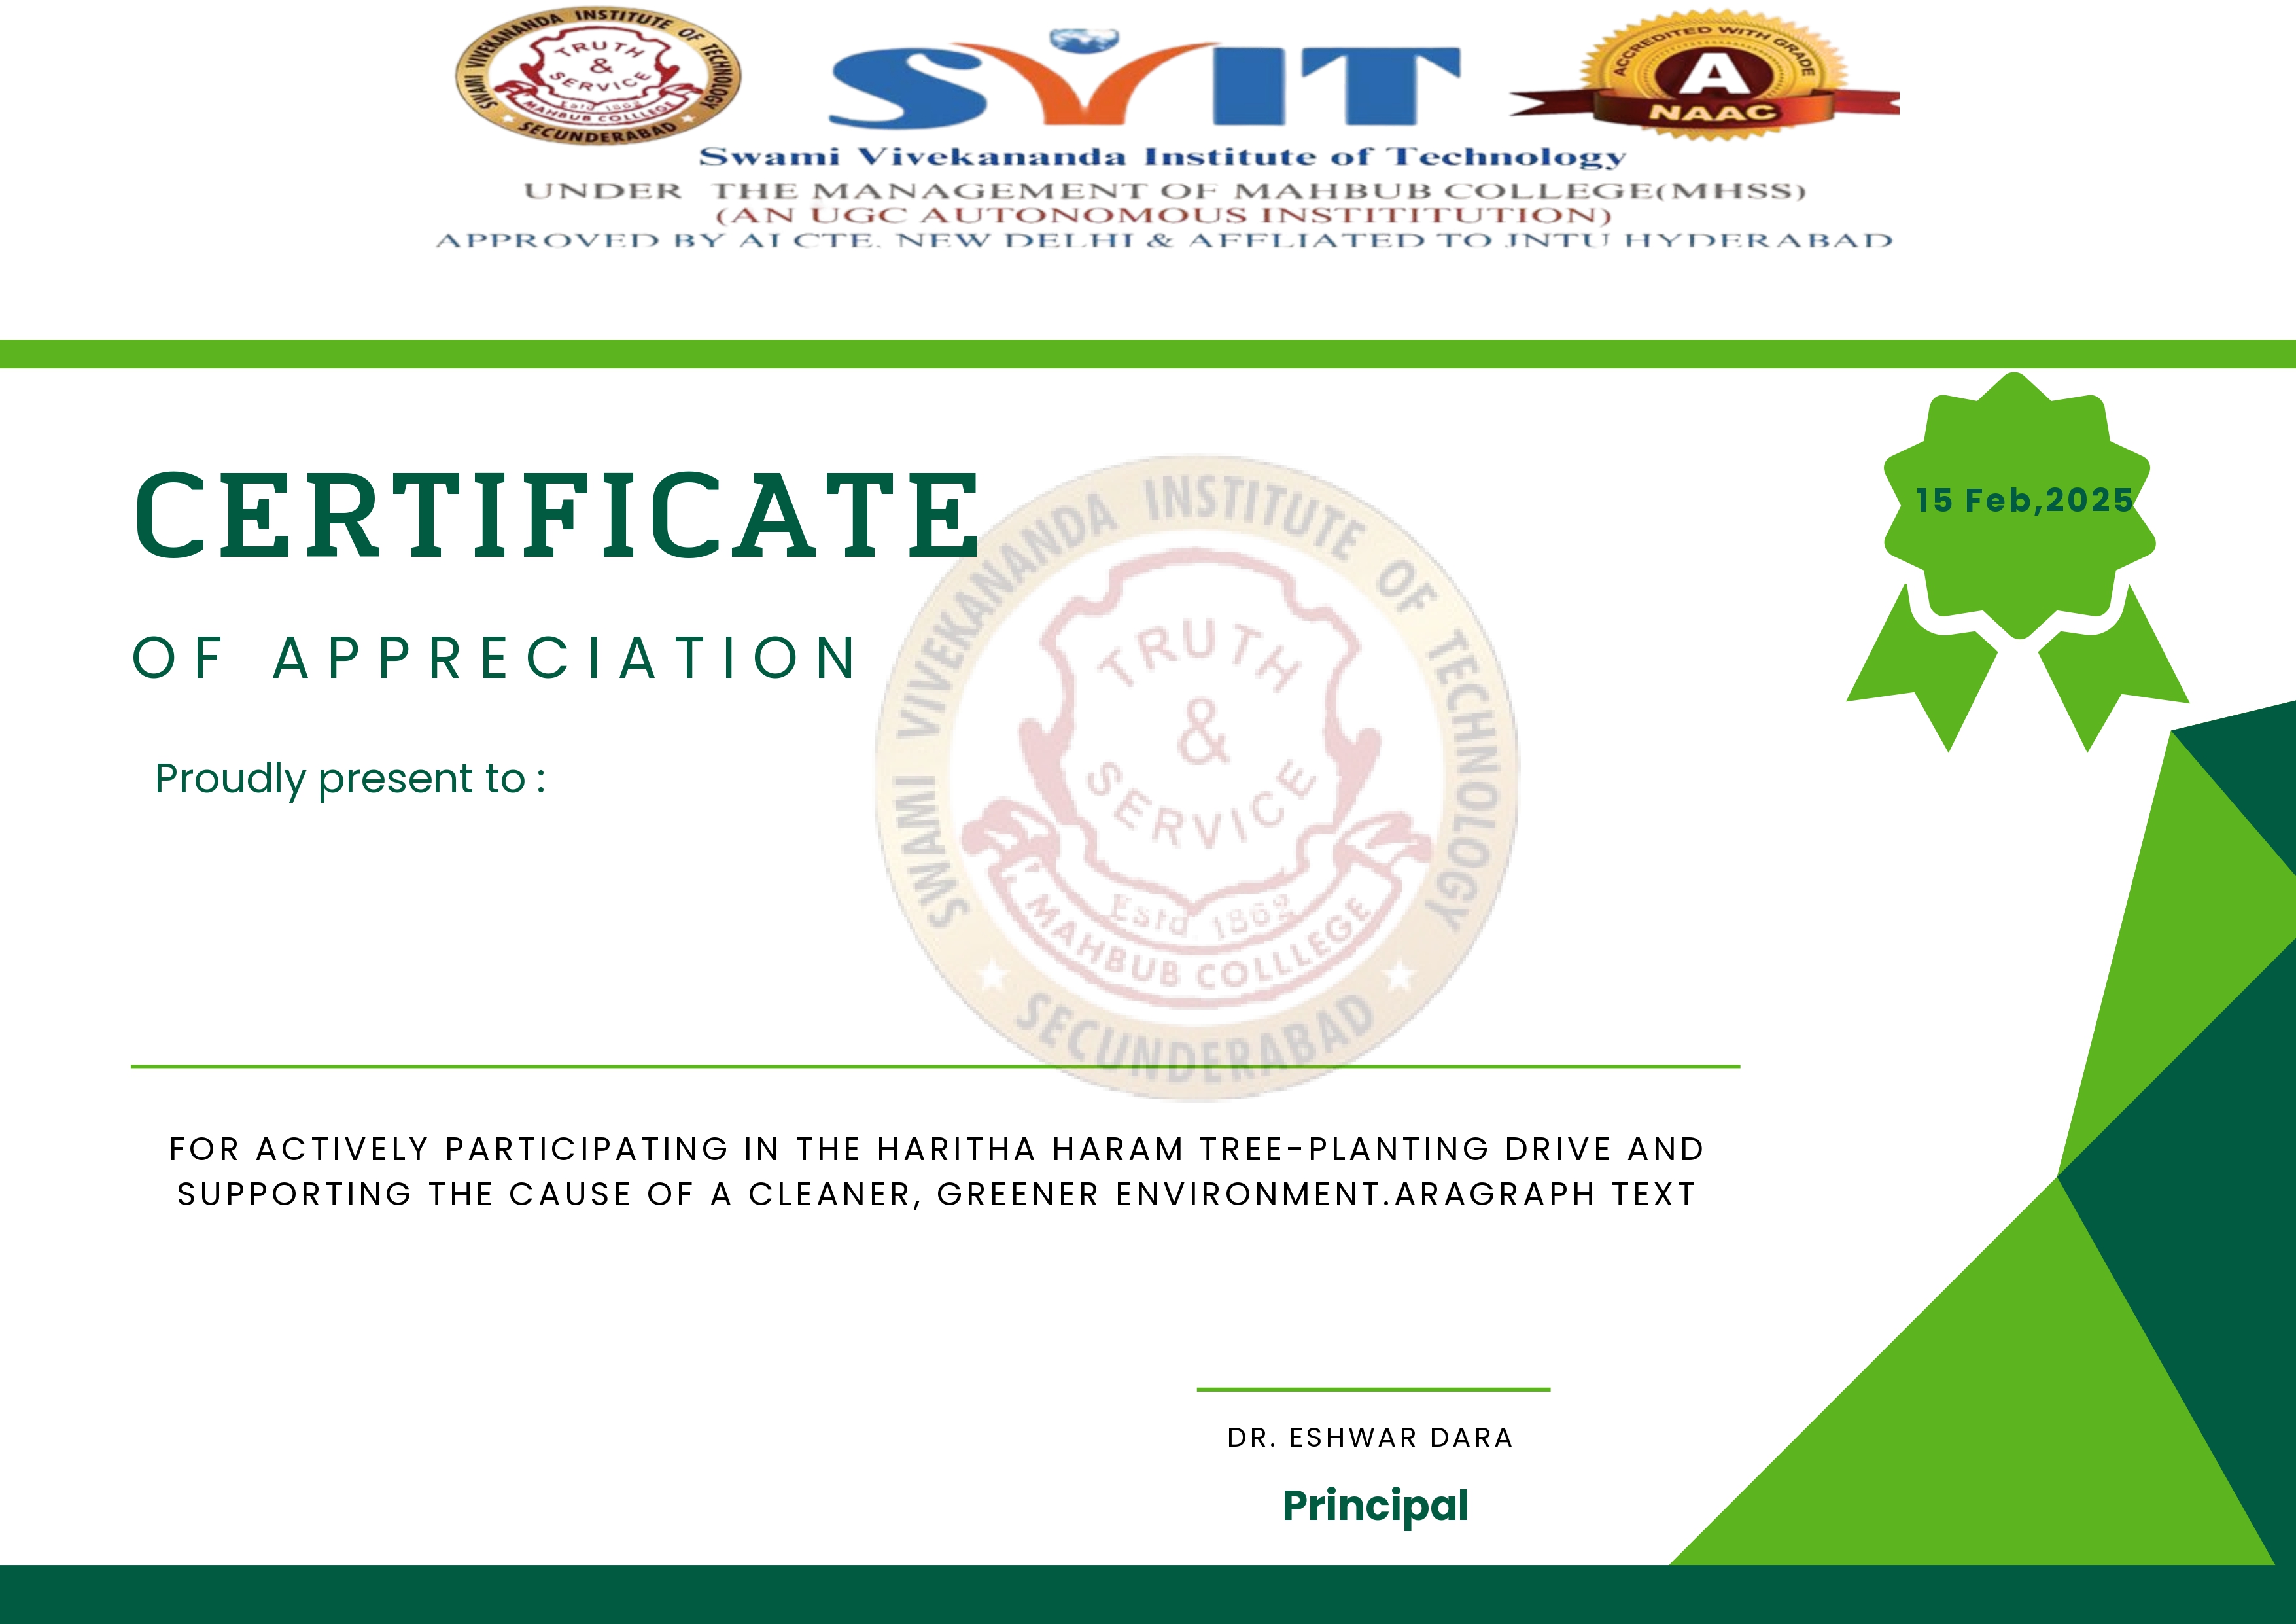 SWAMI VIVEKANANDA INSTITUTE OF TECHNOLOGY
TRUTH
&
SERVICE
Estd 1862
MAHBUB COLLLEGE
SECUNDERABAD
SVIT
ACCREDITED WITH GRADE
A
NAAC
Swami Vivekananda Institute of Technology
UNDER THE MANAGEMENT OF MAHBUB COLLEGE(MHSS)
(AN UGC AUTONOMOUS INSTITITUTION)
APPROVED BY AI CTE. NEW DELHI & AFFLIATED TO JNTU HYDERABAD
15 Feb,2025
CERTIFICATE
OF APPRECIATION
Proudly present to :
SWAMI VIVEKANANDA INSTITUTE OF TECHNOLOGY
TRUTH
&
SERVICE
Estd 1862
MAHBUB COLLLEGE
SECUNDERABAD
FOR ACTIVELY PARTICIPATING IN THE HARITHA HARAM TREE-PLANTING DRIVE AND
SUPPORTING THE CAUSE OF A CLEANER, GREENER ENVIRONMENT.ARAGRAPH TEXT
DR. ESHWAR DARA
Principal